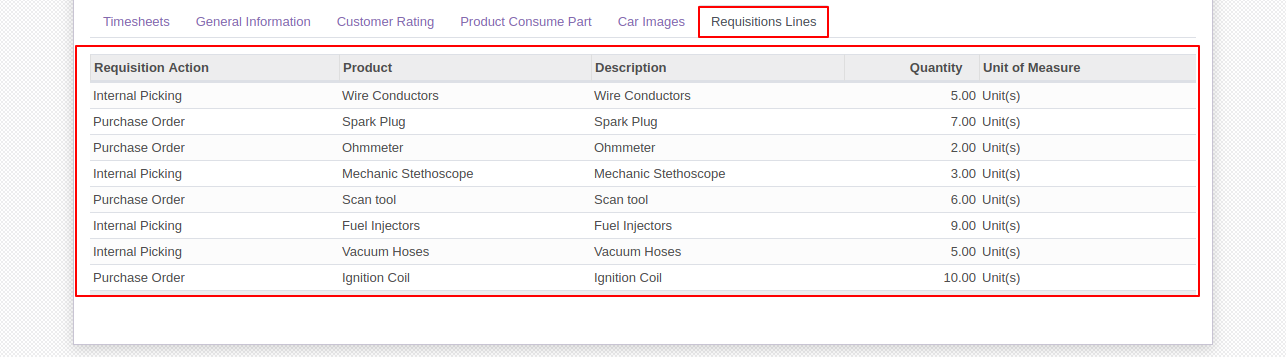 Timesheets General Information Customer Rating Product Consume Part Car Images Requisitions Lines
Requisition Action Product Description Quantity Unit of Measure
Internal Picking Wire Conductors Wire Conductors 5.00 Unit(s)
Purchase Order Spark Plug Spark Plug 7.00 Unit(s)
Purchase Order Ohmmeter Ohmmeter 2.00 Unit(s)
Internal Picking Mechanic Stethoscope Mechanic Stethoscope 3.00 Unit(s)
Purchase Order Scan tool Scan tool 6.00 Unit(s)
Internal Picking Fuel Injectors Fuel Injectors 9.00 Unit(s)
Internal Picking Vacuum Hoses Vacuum Hoses 5.00 Unit(s)
Purchase Order Ignition Coil Ignition Coil 10.00 Unit(s)